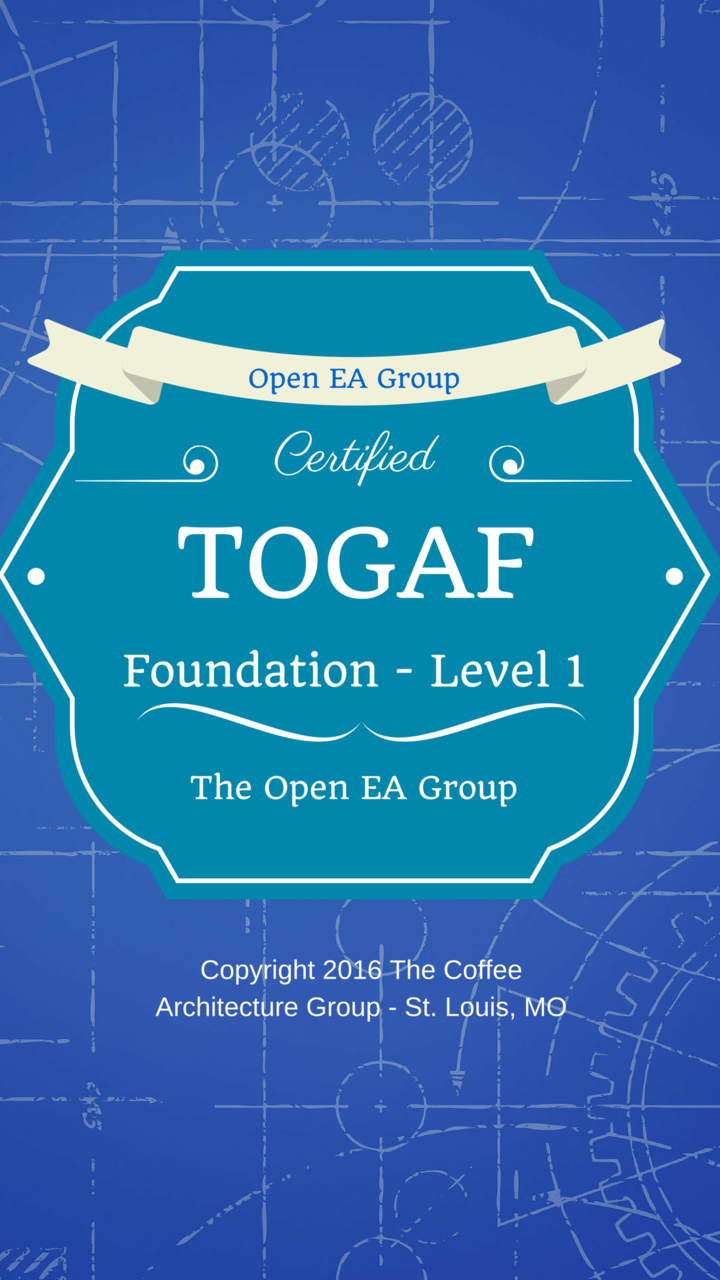 Open EA Group
Certified
TOGAF
Foundation - Level 1
The Open EA Group
Copyright 2016 The Coffee
Architecture Group - St. Louis, MO